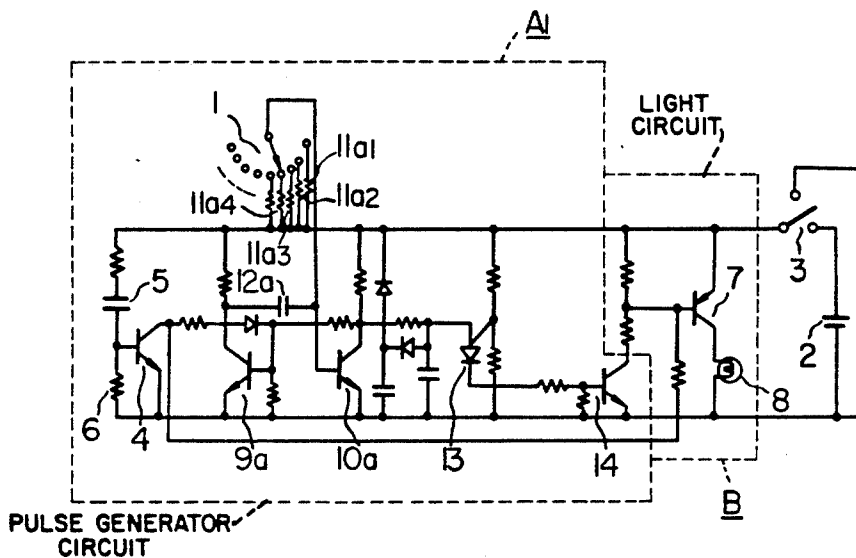 A1
LIGHT
CIRCUIT
1
11a1
11a2
11a4
11a3
12a
3
5
7
2
6
4
9a
10a
13
14
8
B
PULSE GENERATOR
CIRCUIT